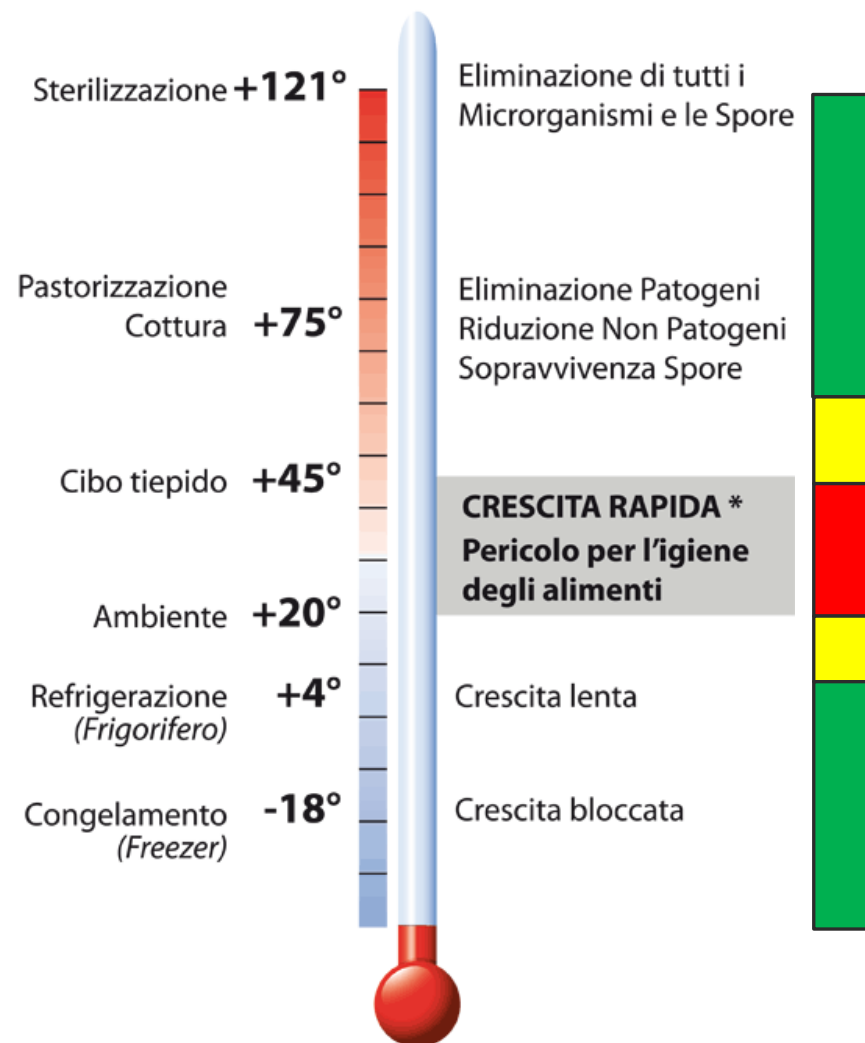 Sterilizzazione +121°
Eliminazione di tutti i
Microrganismi e le Spore
Pastorizzazione
Cottura +75°
Eliminazione Patogeni
Riduzione Non Patogeni
Sopravvivenza Spore
Cibo tiepido +45°
CRESCITA RAPIDA *
Pericolo per l'igiene
degli alimenti
Ambiente +20°
Refrigerazione +4°
(Frigorifero)
Crescita lenta
Congelamento -18°
(Freezer)
Crescita bloccata